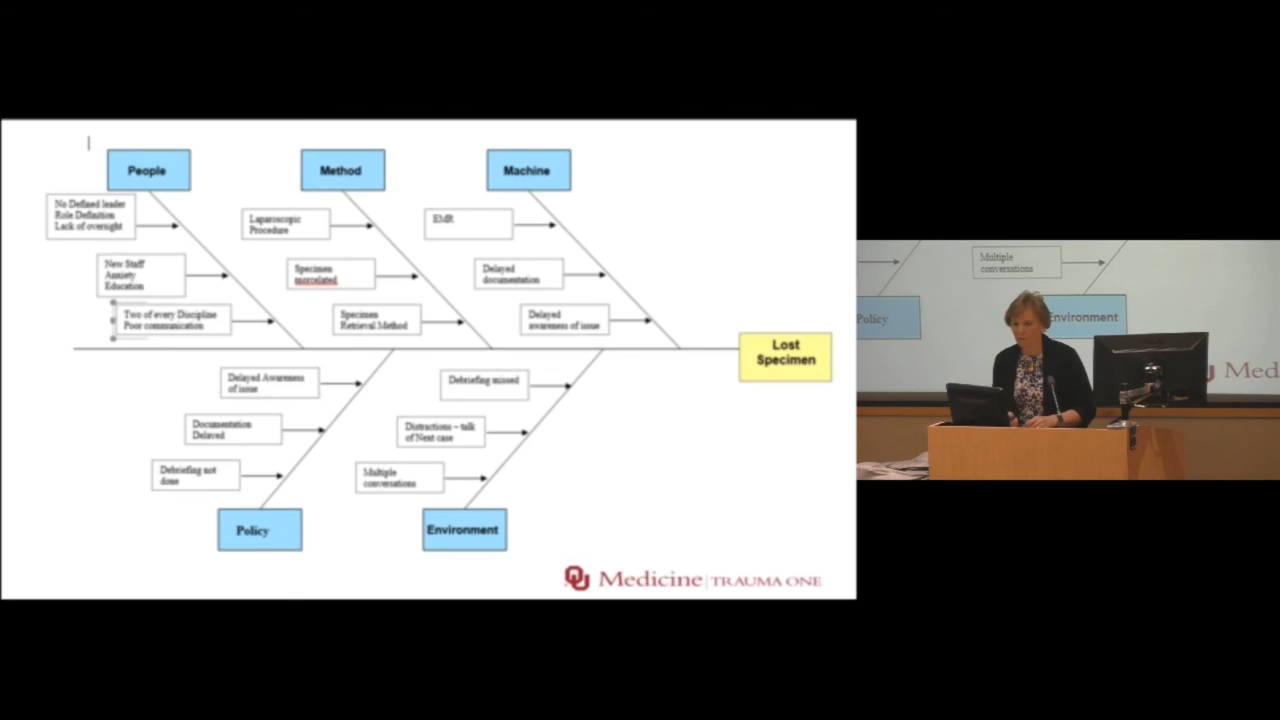 People
Method
Machine
No Defined leader
Role Definition
Lack of oversight
Laparoscopic
Procedure
EMR
New Staff
Anxiety
Education
Specimen
morcelated
Delayed
documentation
Two of every Discipline
Poor communication
Specimen
Retrieval Method
Delayed
awareness of issue
Lost
Specimen
Delayed Awareness
of issue
Debriefing missed
Documentation
Delayed
Distractions – talk
of Next case
Debriefing not
done
Multiple
conversations
Policy
Environment
OU Medicine | TRAUMA ONE
Multiple
conversations
Policy
Environment
Med